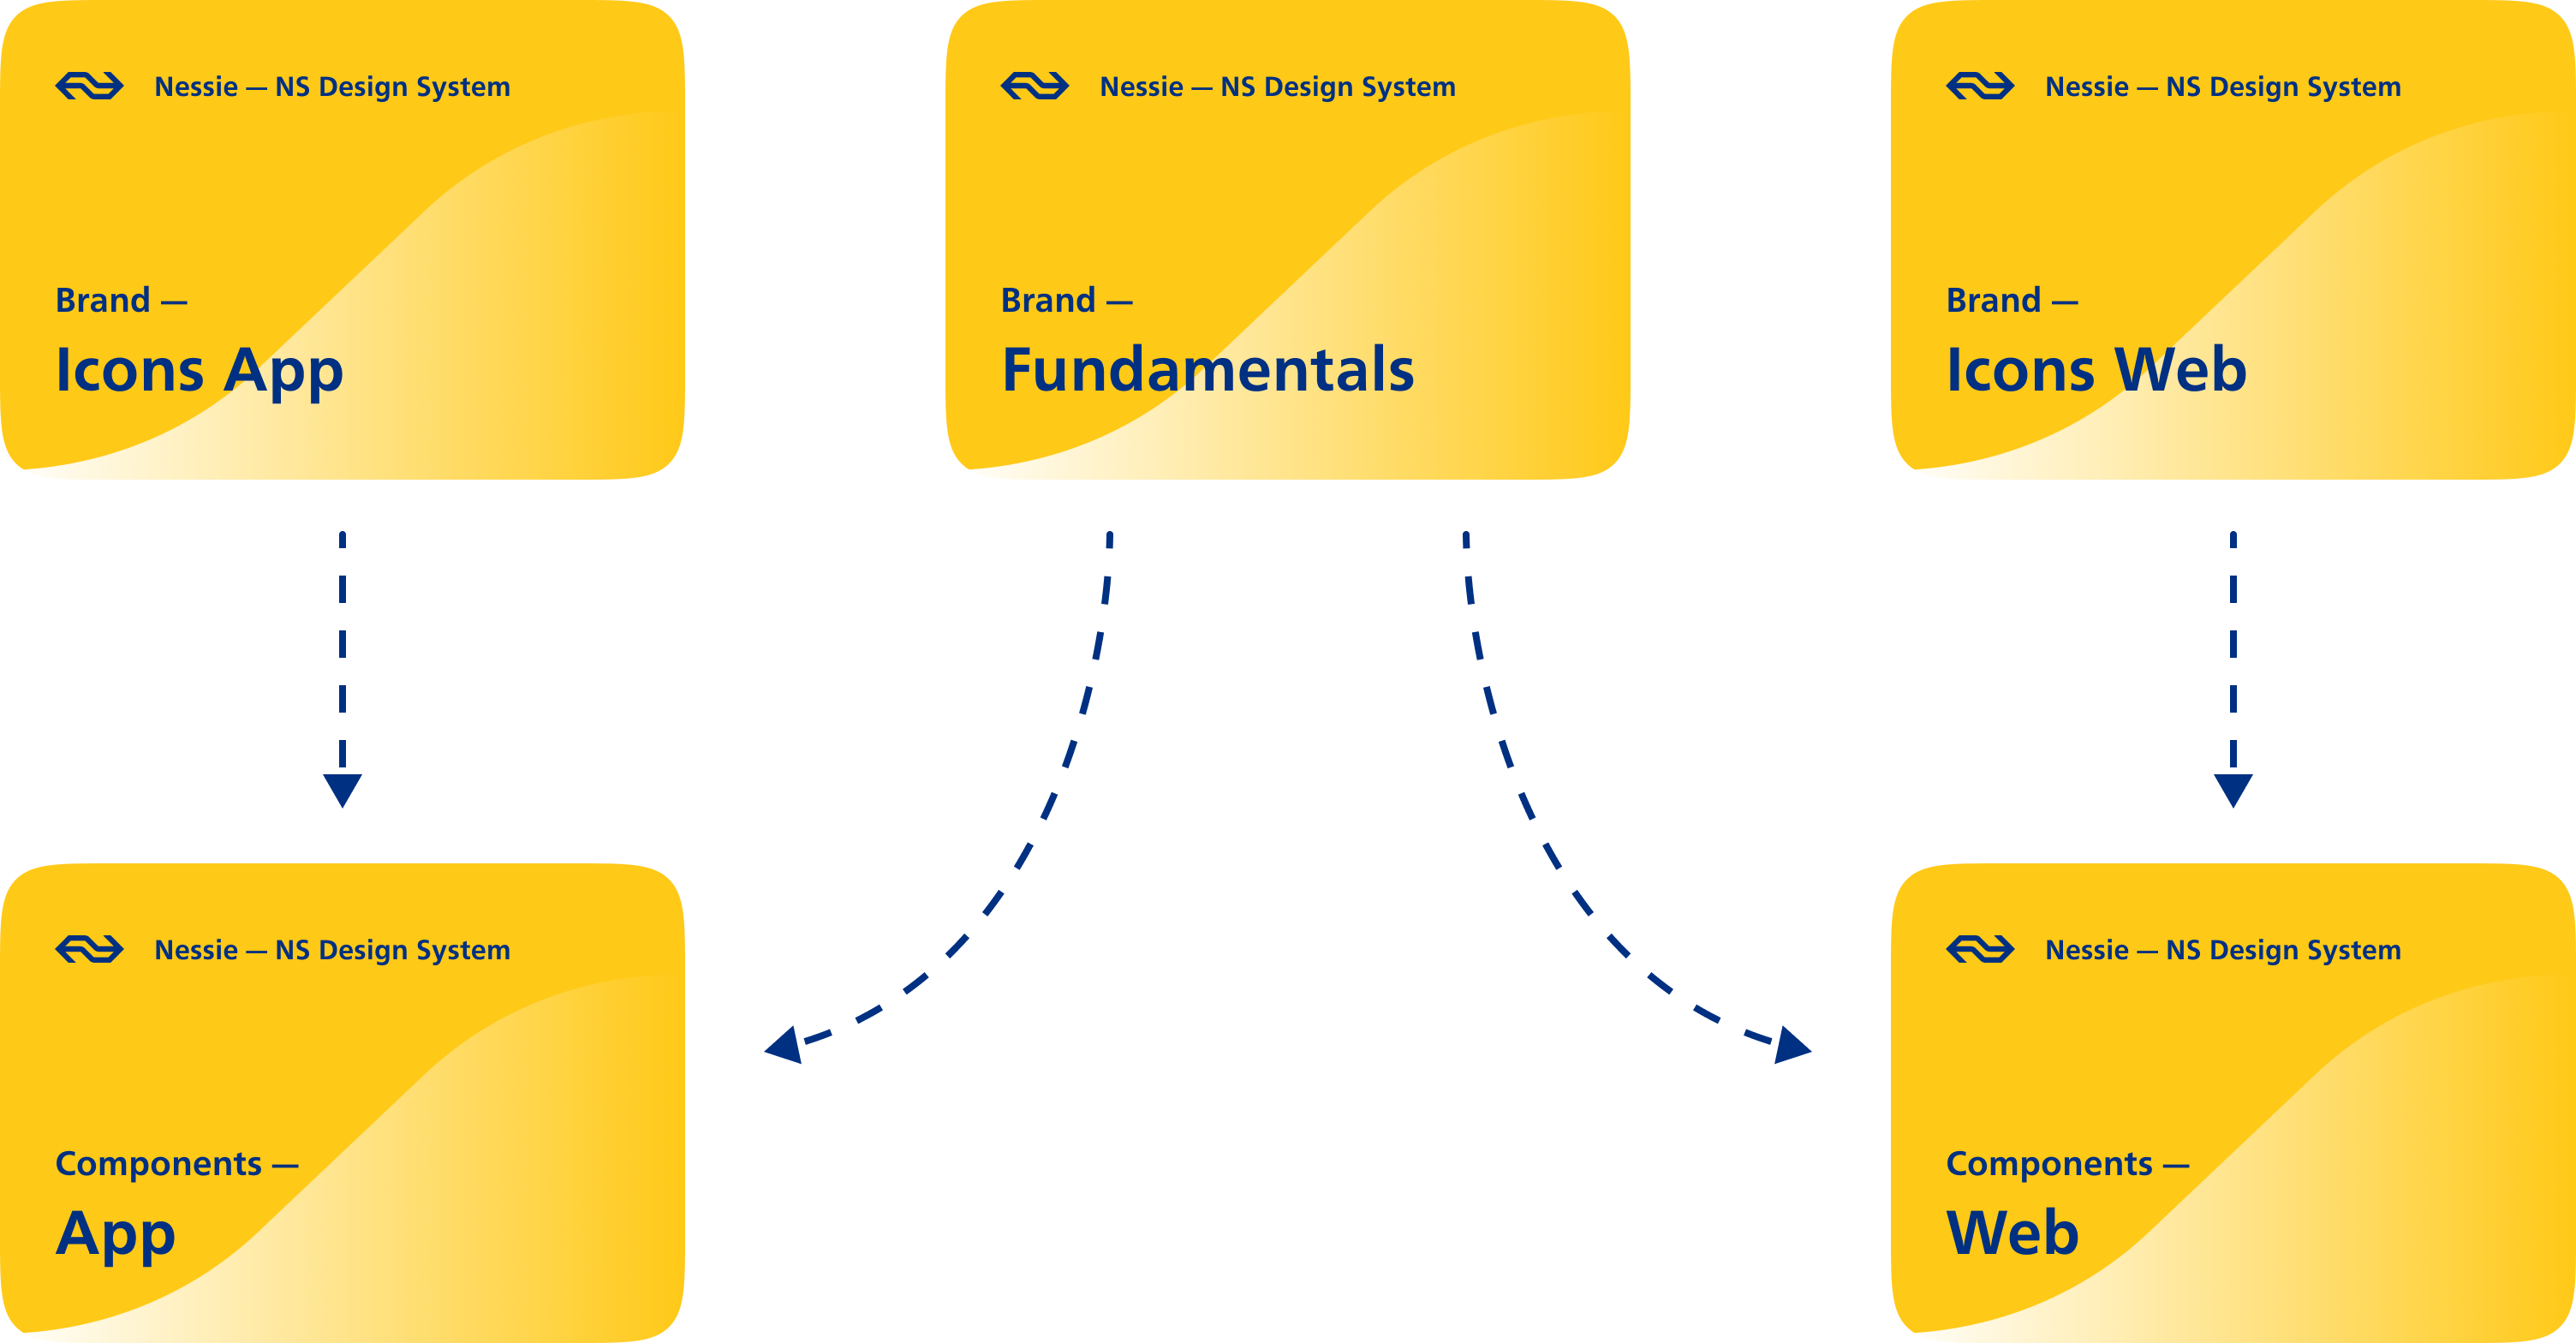 Nessie — NS Design System
Brand —
Icons App
Nessie — NS Design System
Brand —
Fundamentals
Nessie — NS Design System
Brand —
Icons Web
Nessie — NS Design System
Components —
App
Nessie — NS Design System
Components —
Web